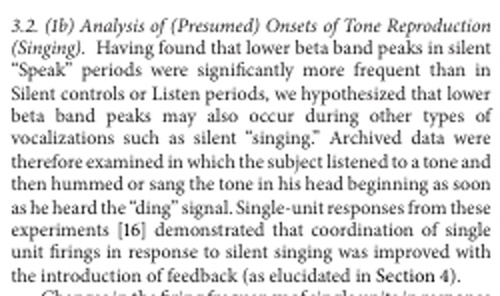 3.2. (1b) Analysis of (Presumed) Onsets of Tone Reproduction
(Singing). Having found that lower beta band peaks in silent
“Speak” periods were significantly more frequent than in
Silent controls or Listen periods, we hypothesized that lower
beta band peaks may also occur during other types of
vocalizations such as silent “singing.” Archived data were
therefore examined in which the subject listened to a tone and
then hummed or sang the tone in his head beginning as soon
as he heard the “ding” signal. Single-unit responses from these
experiments [16] demonstrated that coordination of single
unit firings in response to silent singing was improved with
the introduction of feedback (as elucidated in Section 4).